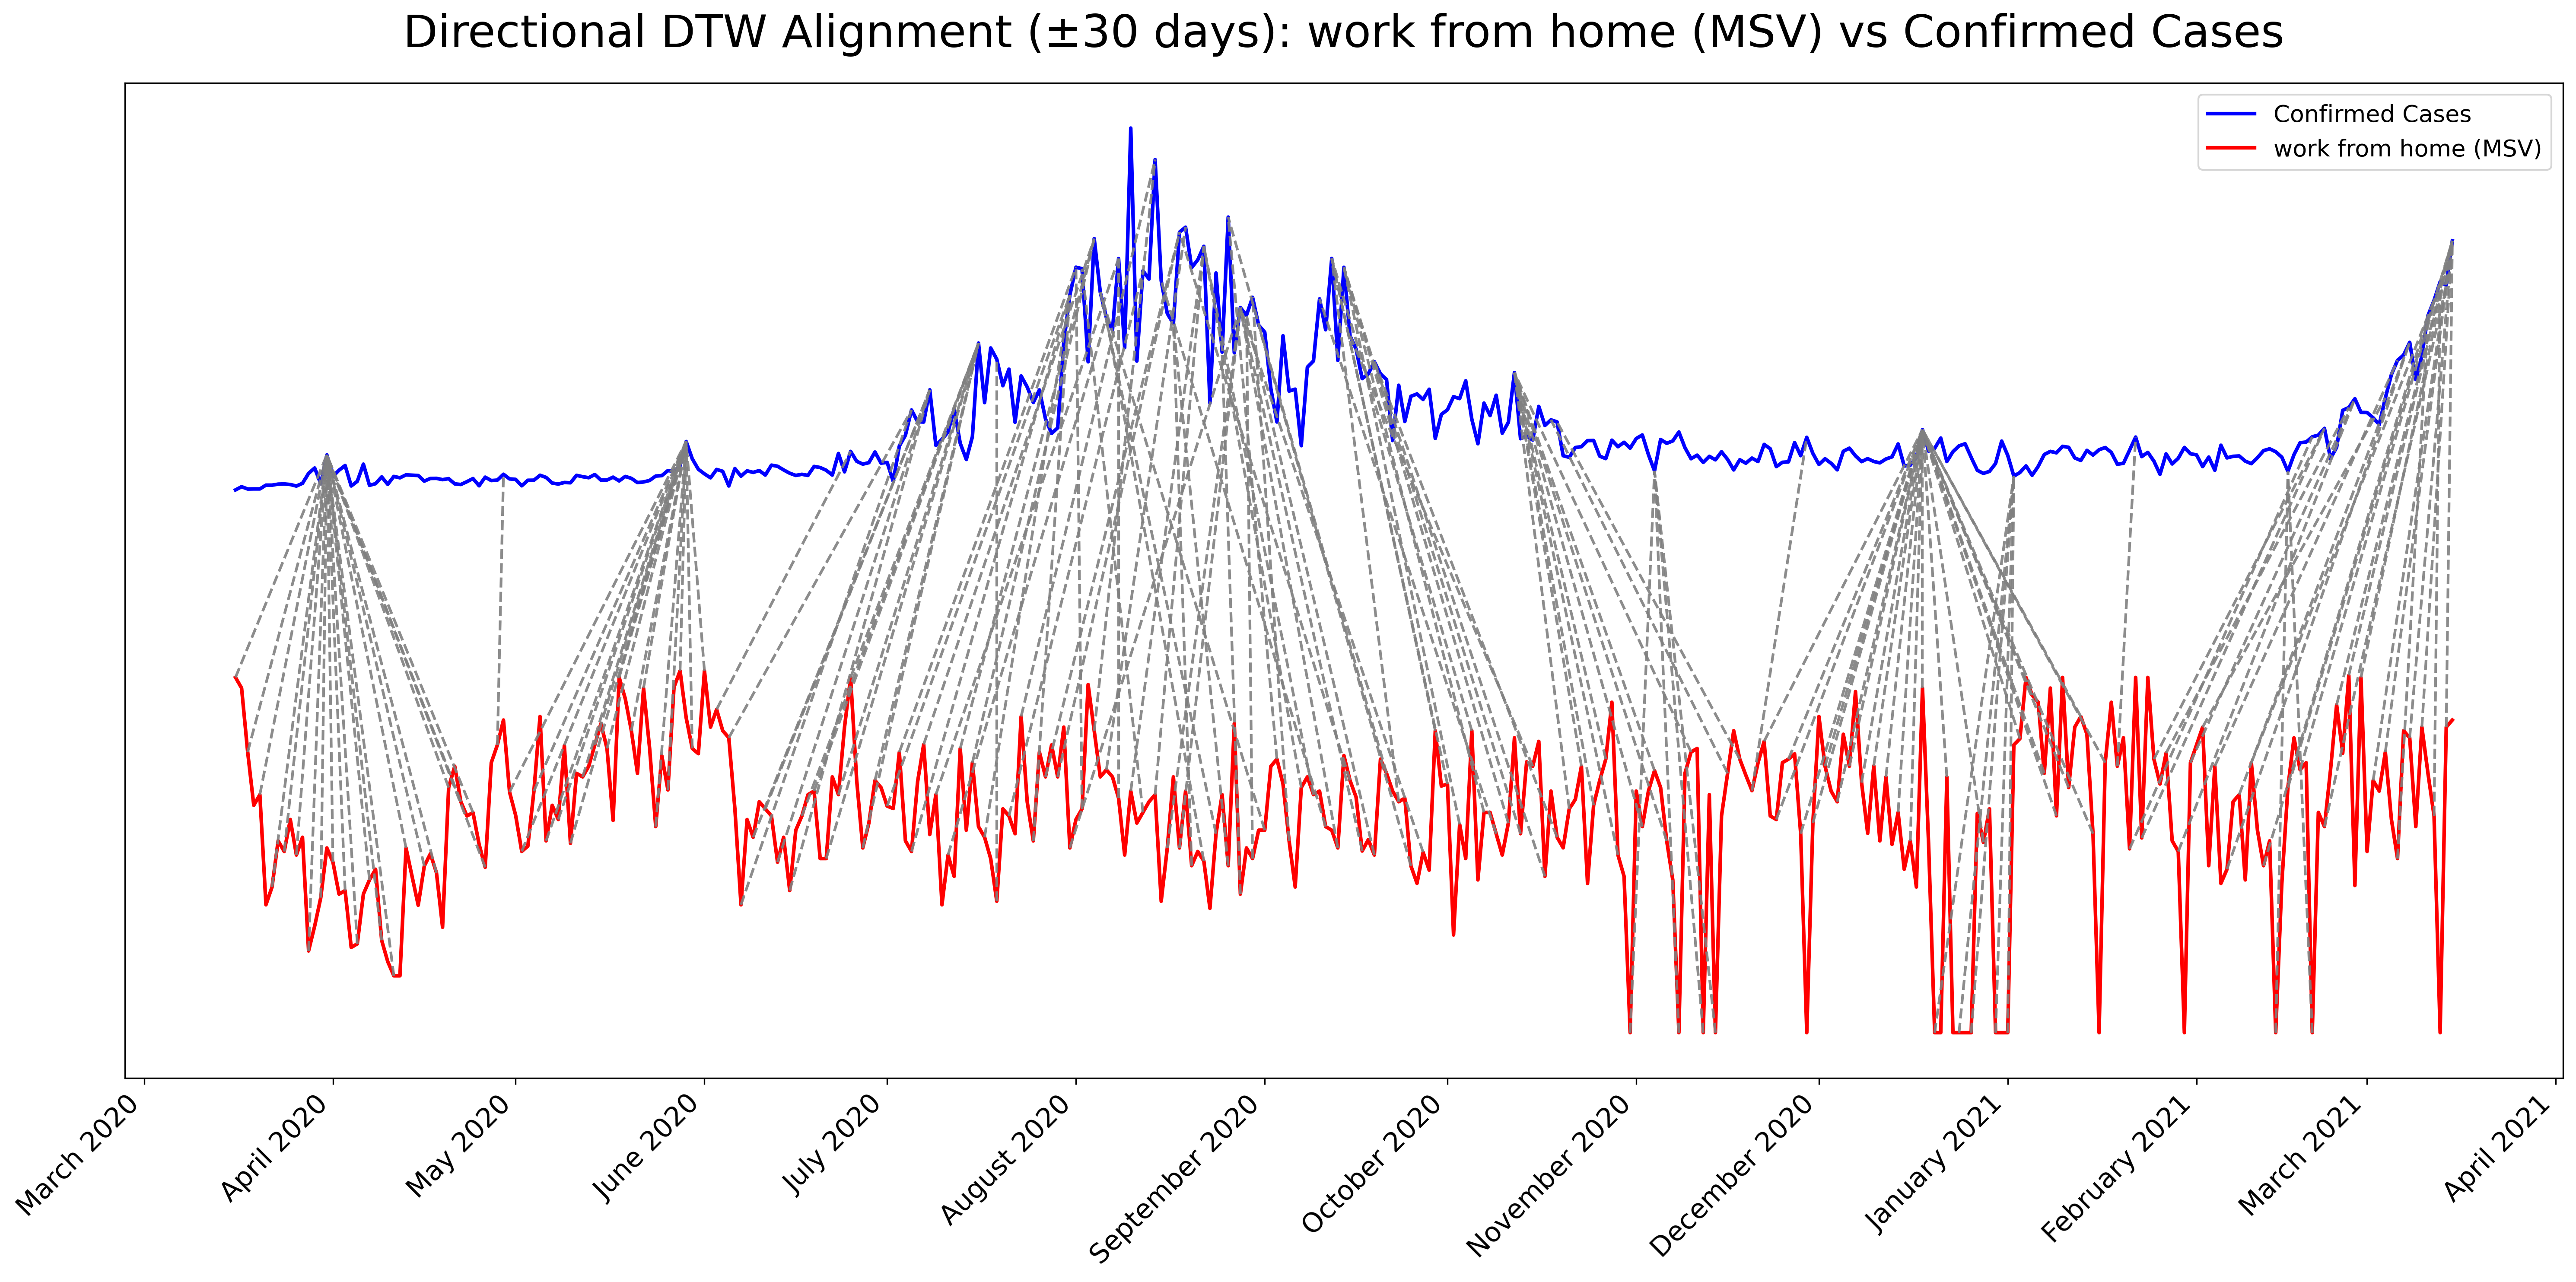 Directional DTW Alignment (±30 days): work from home (MSV) vs Confirmed Cases
Confirmed Cases
work from home (MSV)
March 2020
April 2020
May 2020
June 2020
July 2020
August 2020
September 2020
October 2020
November 2020
December 2020
January 2021
February 2021
March 2021
April 2021